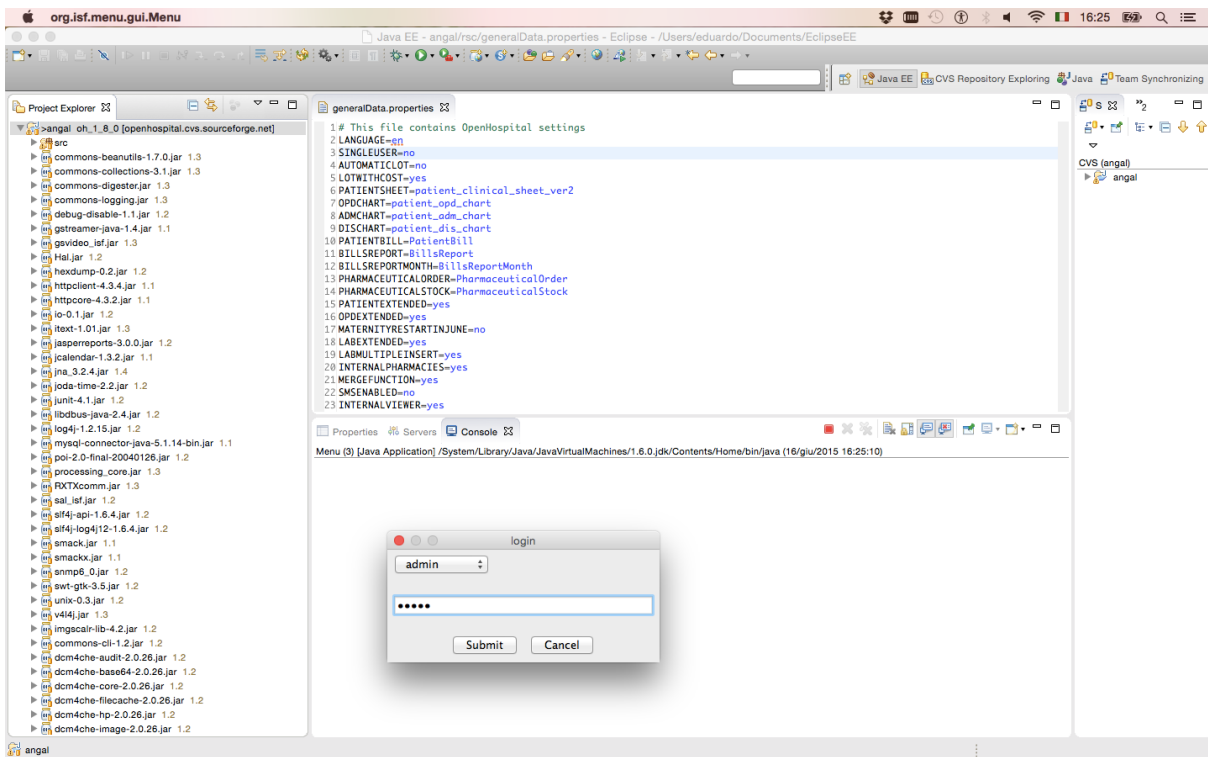 org.isf.menu.gui.Menu
16:25
Java EE - angal/rsc/generalData.properties - Eclipse - /Users/eduardo/Documents/EclipseEE
Java EE CVS Repository Exploring Java Team Synchronizing
Project Explorer
>angal oh_1_8_0 [openhospital.cvs.sourceforge.net]
src
commons-beanutils-1.7.0.jar 1.3
commons-collections-3.1.jar 1.3
commons-digester.jar 1.3
commons-logging.jar 1.3
debug-disable-1.1.jar 1.2
gstreamer-java-1.4.jar 1.1
gsvideo_isf.jar 1.3
Hal.jar 1.2
hexdump-0.2.jar 1.2
httpclient-4.3.4.jar 1.1
httpcore-4.3.2.jar 1.1
io-0.1.jar 1.2
itext-1.01.jar 1.3
jasperreports-3.0.0.jar 1.2
jcalendar-1.3.2.jar 1.1
jna_3.2.4.jar 1.4
joda-time-2.2.jar 1.2
junit-4.1.jar 1.2
libdbus-java-2.4.jar 1.2
log4j-1.2.15.jar 1.2
mysql-connector-java-5.1.14-bin.jar 1.1
poi-2.0-final-20040126.jar 1.2
processing_core.jar 1.3
RXTXcomm.jar 1.3
sal_isf.jar 1.2
slf4j-api-1.6.4.jar 1.2
slf4j-log4j12-1.6.4.jar 1.2
smack.jar 1.1
smackx.jar 1.1
snmp6_0.jar 1.2
swt-gtk-3.5.jar 1.2
unix-0.3.jar 1.2
v4l4j.jar 1.3
imgscalr-lib-4.2.jar 1.2
commons-cli-1.2.jar 1.2
dcm4che-audit-2.0.26.jar 1.2
dcm4che-base64-2.0.26.jar 1.2
dcm4che-core-2.0.26.jar 1.2
dcm4che-filecache-2.0.26.jar 1.2
dcm4che-hp-2.0.26.jar 1.2
dcm4che-image-2.0.26.jar 1.2
generalData.properties
1 # This file contains OpenHospital settings
2 LANGUAGE=en
3 SINGLEUSER=no
4 AUTOMATICLOT=no
5 LOTWITHCOST=yes
6 PATIENTSHEET=patient_clinical_sheet_ver2
7 OPDCHART=patient_opd_chart
8 ADMCHART=patient_adm_chart
9 DISCHART=patient_dis_chart
10 PATIENTBILL=PatientBill
11 BILLSREPORT=BillsReport
12 BILLSREPORTMONTH=BillsReportMonth
13 PHARMACEUTICALORDER=PharmaceuticalOrder
14 PHARMACEUTICALSTOCK=PharmaceuticalStock
15 PATIENTEXTENDED=yes
16 OPDEXTENDED=yes
17 MATERNITYRESTARTINJUNE=no
18 LABEXTENDED=yes
19 LABMULTIPLEINSERT=yes
20 INTERNALPHARMACIES=yes
21 MERGEFUNCTION=yes
22 SMSENABLED=no
23 INTERNALVIEWER=yes
S
2
CVS (angal)
angal
Properties Servers Console
Menu (3) [Java Application] /System/Library/Java/JavaVirtualMachines/1.6.0.jdk/Contents/Home/bin/java (16/giu/2015 16:25:10)
login
admin
•••••
Submit Cancel
angal